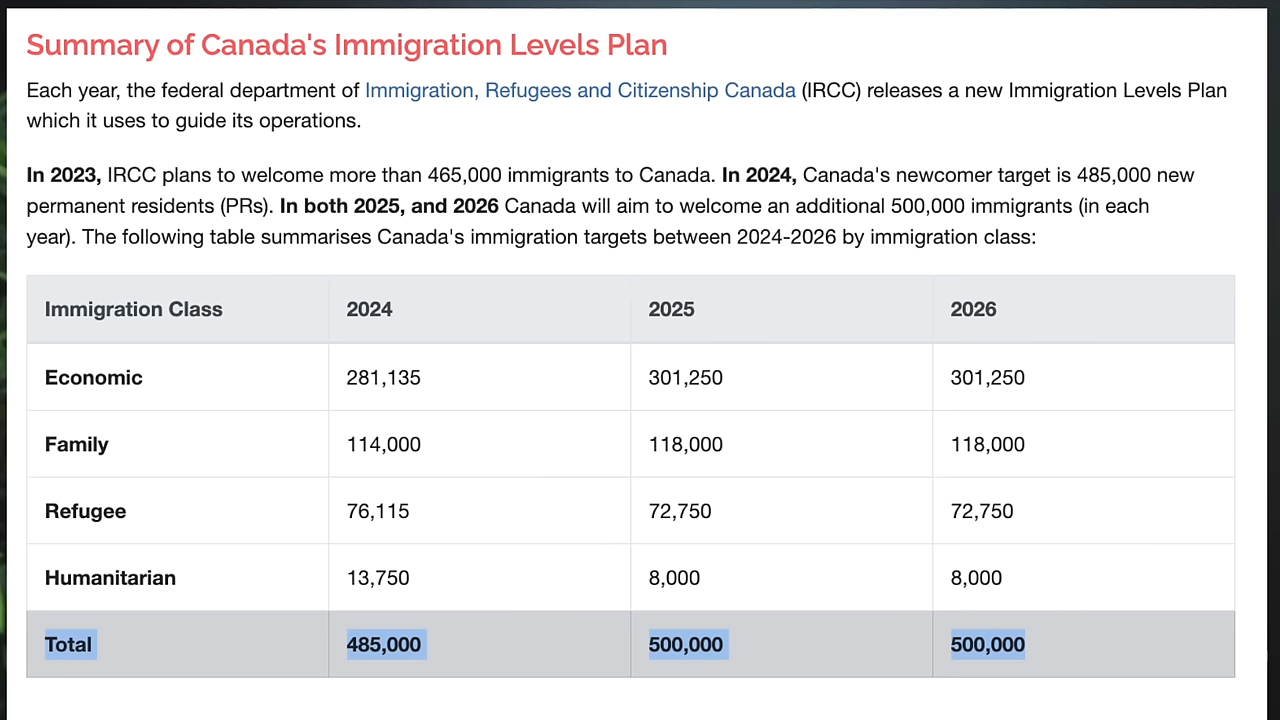 Summary of Canada's Immigration Levels Plan
Each year, the federal department of Immigration, Refugees and Citizenship Canada (IRCC) releases a new Immigration Levels Plan
which it uses to guide its operations.
In 2023, IRCC plans to welcome more than 465,000 immigrants to Canada. In 2024, Canada's newcomer target is 485,000 new
permanent residents (PRs). In both 2025, and 2026 Canada will aim to welcome an additional 500,000 immigrants (in each
year). The following table summarises Canada's immigration targets between 2024-2026 by immigration class:
Immigration Class 2024 2025 2026
Economic 281,135 301,250 301,250
Family 114,000 118,000 118,000
Refugee 76,115 72,750 72,750
Humanitarian 13,750 8,000 8,000
Total 485,000 500,000 500,000